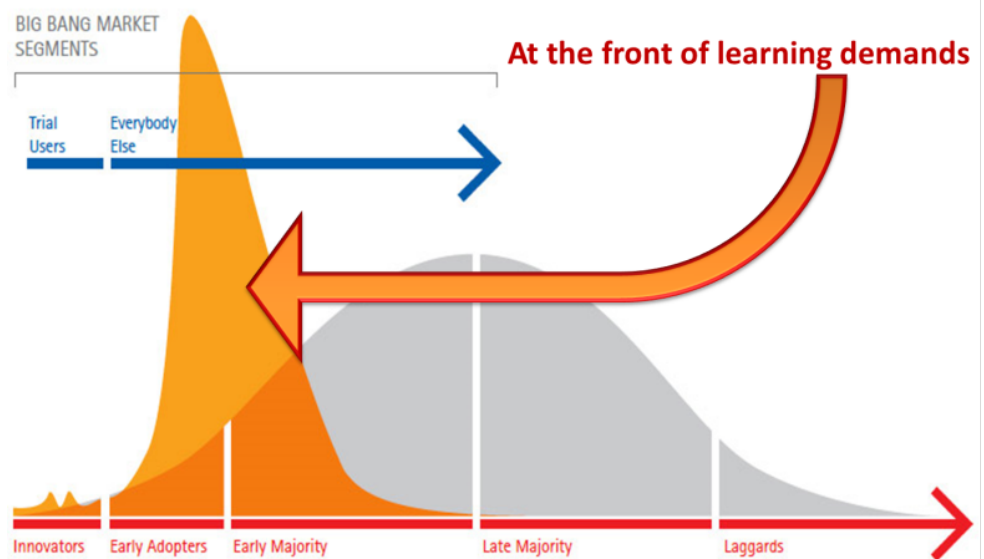 BIG BANG MARKET
SEGMENTS
At the front of learning demands
Trial
Users
Everybody
Else
Innovators
Early Adopters
Early Majority
Late Majority
Laggards